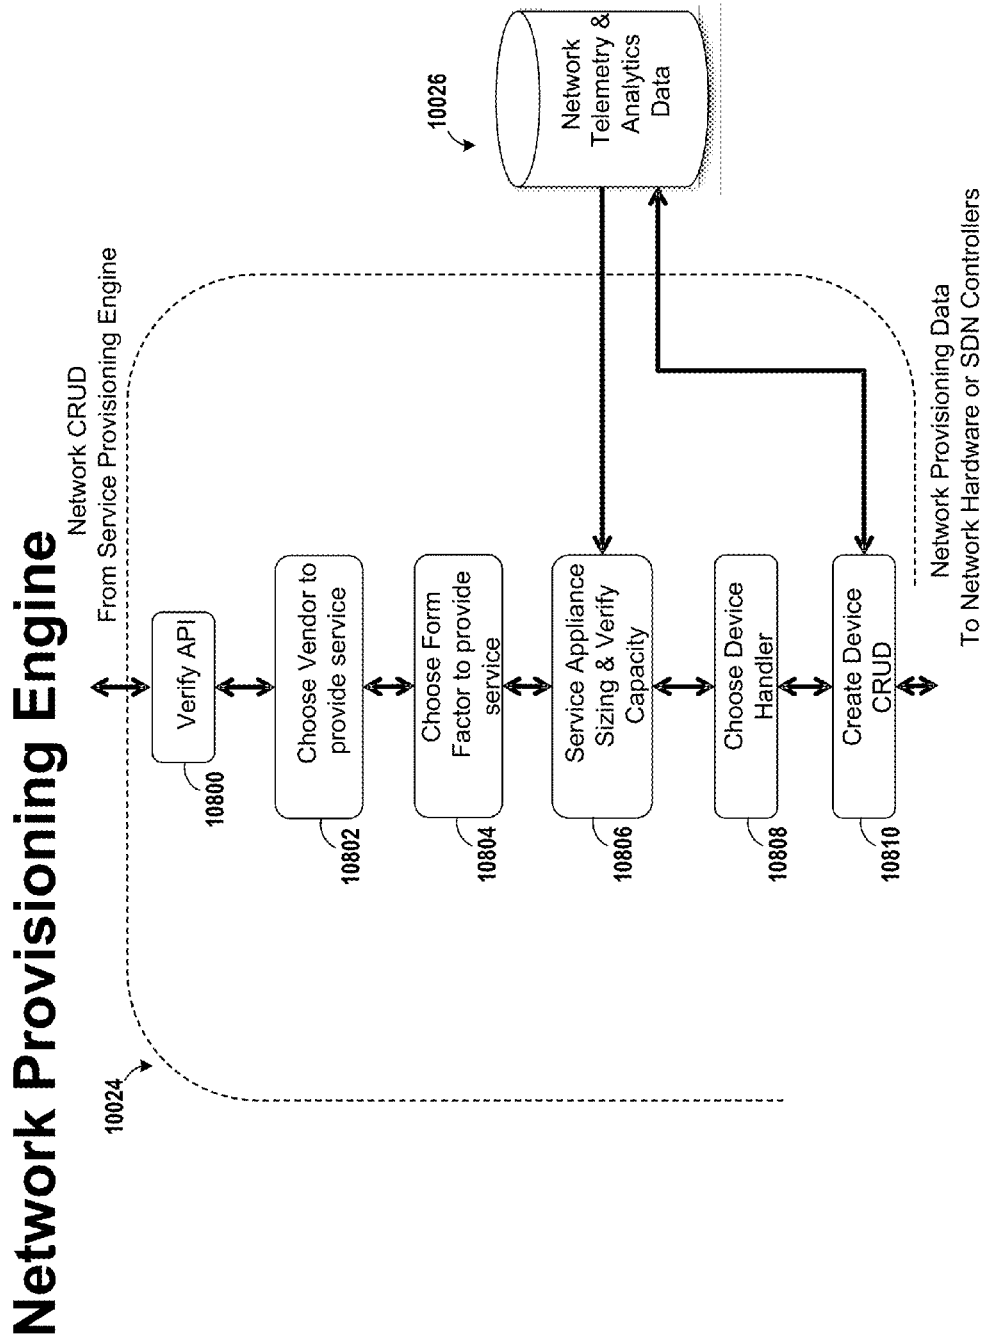 Network Provisioning Engine
Network CRUD
From Service Provisioning Engine
10024
Verify API
10800
Choose Vendor to
provide service
10802
Choose Form
Factor to provide
service
10804
Service Appliance
Sizing & Verify
Capacity
10806
Choose Device
Handler
10808
Create Device
CRUD
10810
10026
Network
Telemetry &
Analytics
Data
Network Provisioning Data
To Network Hardware or SDN Controllers